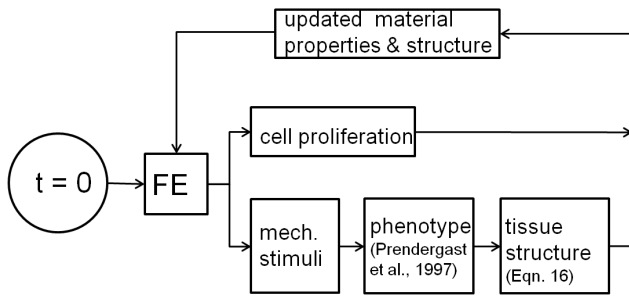 updated material
properties & structure
cell proliferation
t = 0
FE
mech.
stimuli
phenotype
(Prendergast
et al., 1997)
tissue
structure
(Eqn. 16)